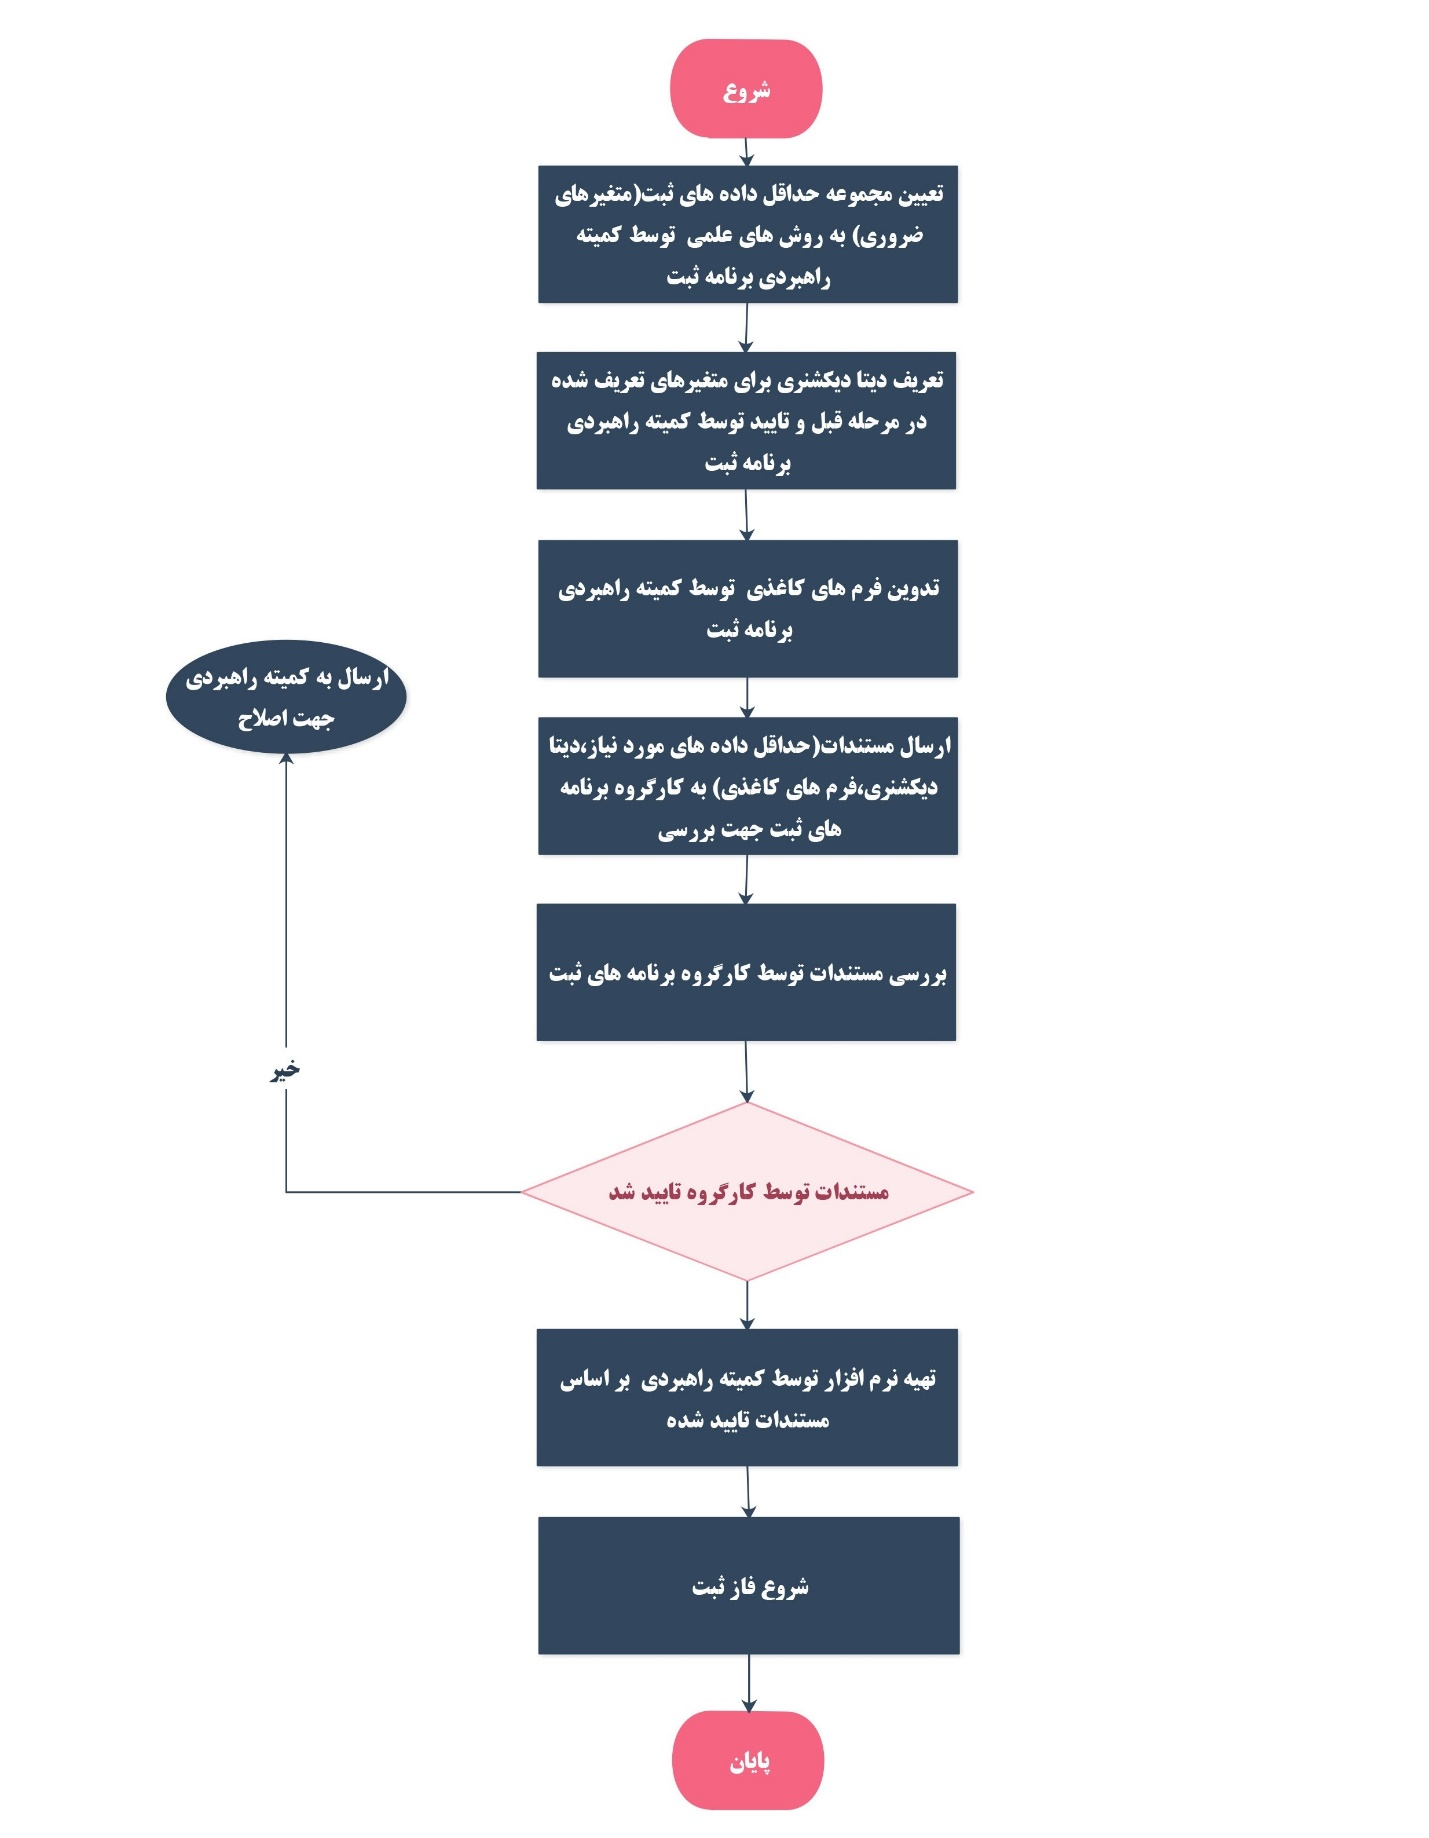 شروع
تعیین مجموعه حداقل داده های ثبت(متغیرهای
ضروری) به روش های علمی توسط کمیته
راهبردی برنامه ثبت
تعریف دیتا دیکشنری برای متغیرهای تعریف شده
در مرحله قبل و تایید توسط کمیته راهبردی
برنامه ثبت
تدوین فرم های کاغذی توسط کمیته راهبردی
برنامه ثبت
ارسال به کمیته راهبردی
جهت اصلاح
ارسال مستندات(حداقل داده های مورد نیاز،دیتا
دیکشنری،فرم های کاغذی) به کارگروه برنامه
های ثبت جهت بررسی
بررسی مستندات توسط کارگروه برنامه های ثبت
خیر
مستندات توسط کارگروه تایید شد
تهیه نرم افزار توسط کمیته راهبردی بر اساس
مستندات تایید شده
شروع فاز ثبت
پایان